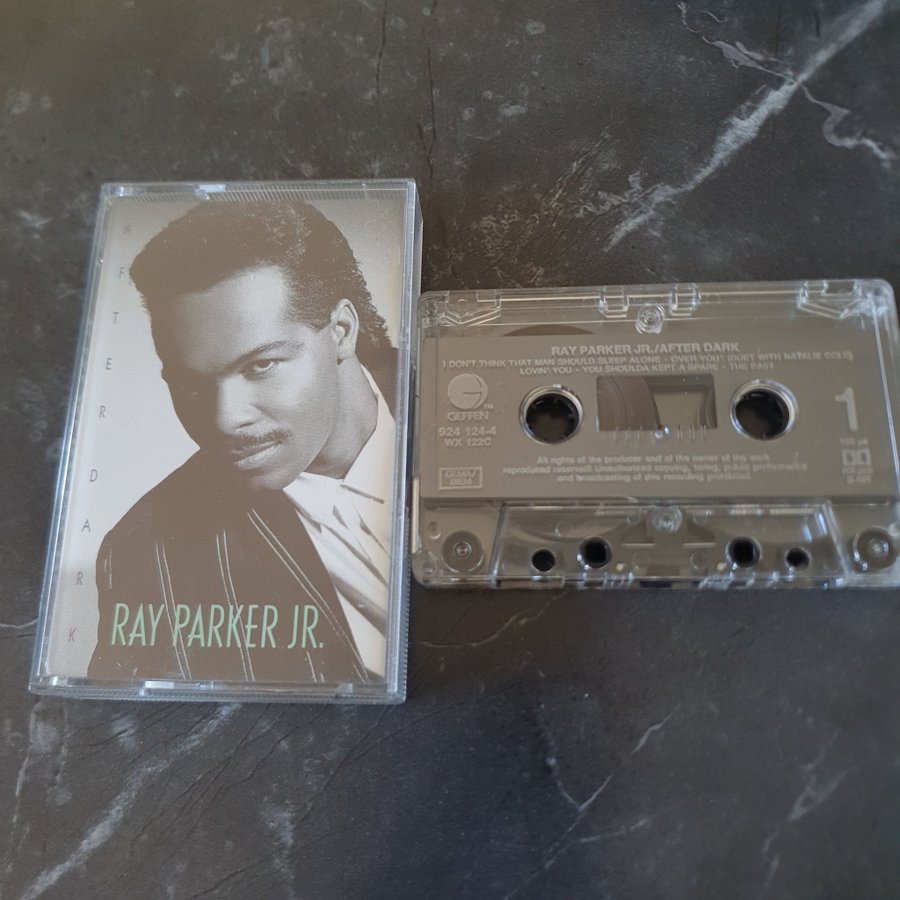 AFTER DARK
RAY PARKER JR.
RAY PARKER JR./AFTER DARK
I DON'T THINK THAT MAN SHOULD SLEEP ALONE · OVER YOU* (DUET WITH NATALIE COLE)
LOVIN' YOU · YOU SHOULDA KEPT A SPARE · THE PAST
GEFFEN
TM
924 124-4
WX 122C
1
GEMA/
BIEM
All rights of the producer and of the owner of the work
reproduced reserved! Unauthorized copying, hiring, public performance
and broadcasting of this recording prohibited.